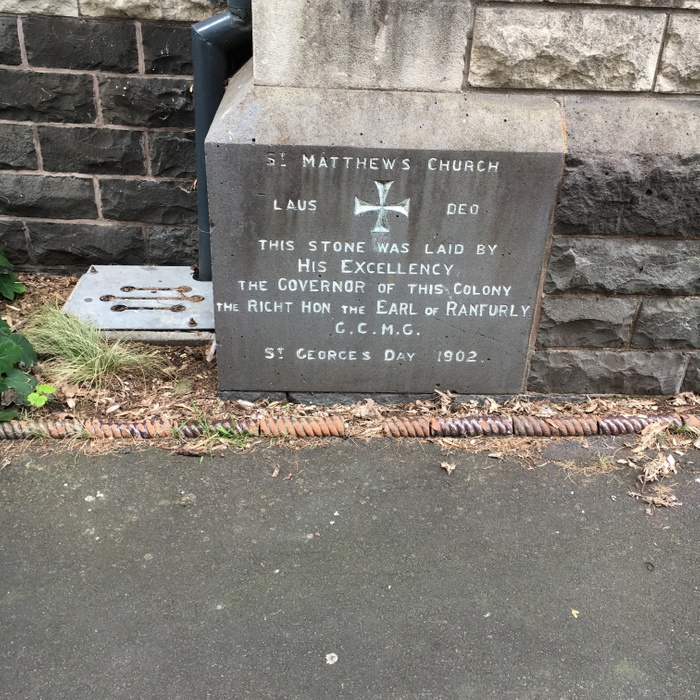 St MATTHEWS CHURCH
LAUS DEO
THIS STONE WAS LAID BY
HIS EXCELLENCY
THE GOVERNOR OF THIS COLONY
THE RIGHT HON THE EARL OF RANFURLY
G.C.M.G.
ST GEORGES DAY 1902.